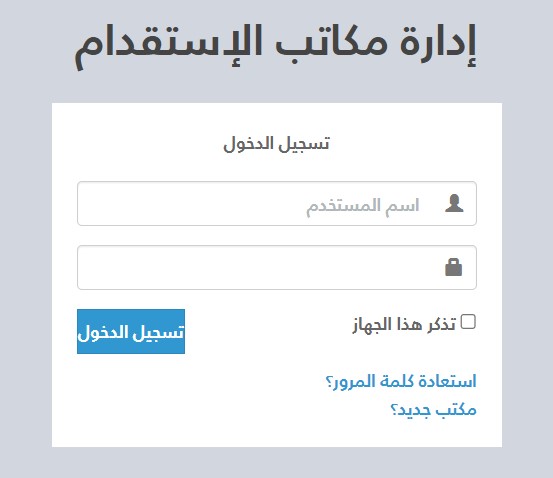 إدارة مكاتب الإستقدام
تسجيل الدخول
اسم المستخدم
تذكر هذا الجهاز
تسجيل الدخول
استعادة كلمة المرور؟
مكتب جديد؟